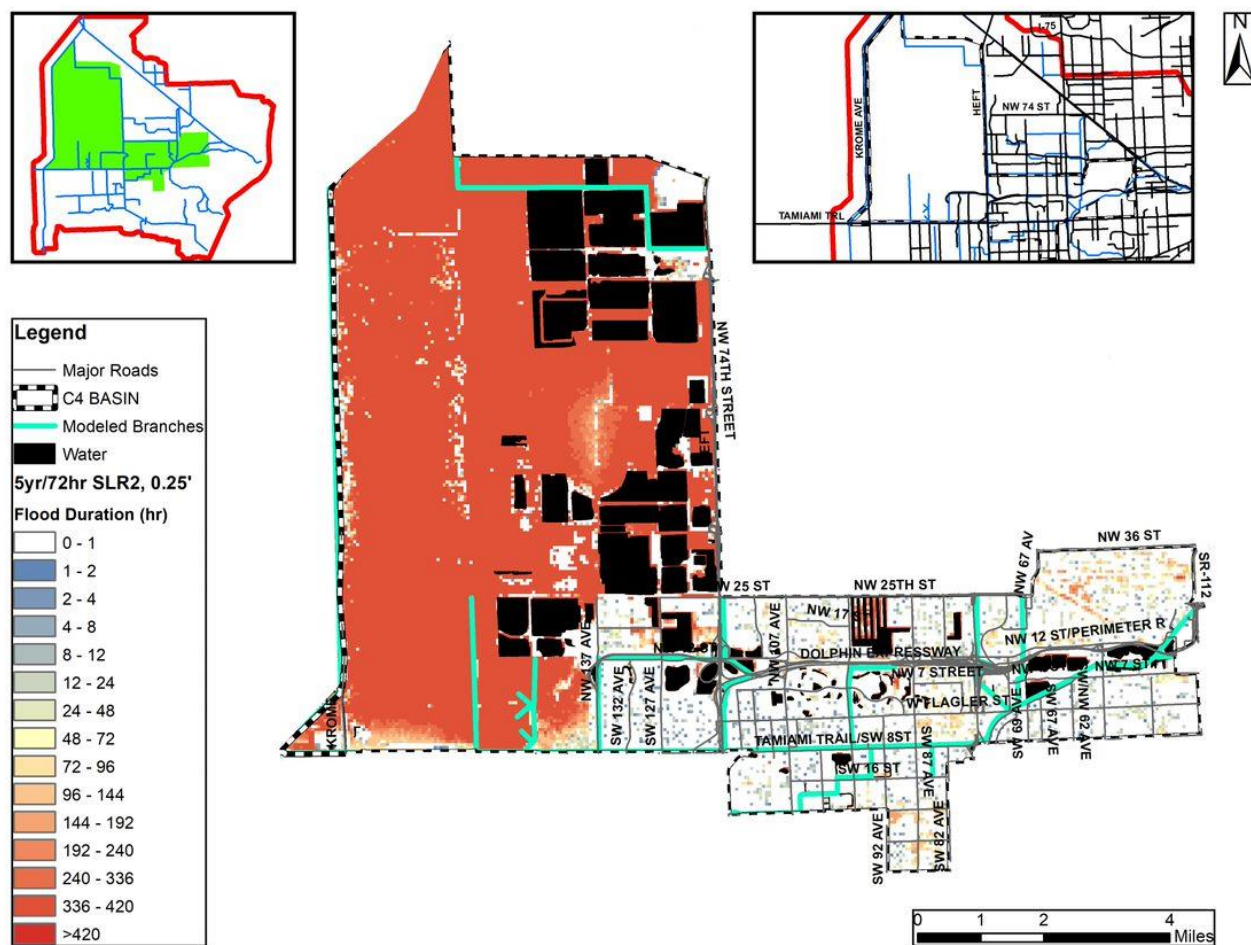 I-75
NW 74 ST
HEFT
KROME AVE
TAMIAMI TRL
N
Legend
Major Roads
C4 BASIN
Modeled Branches
Water
5yr/72hr SLR2, 0.25'
Flood Duration (hr)
0 - 1
1 - 2
2 - 4
4 - 8
8 - 12
12 - 24
24 - 48
48 - 72
72 - 96
96 - 144
144 - 192
192 - 240
240 - 336
336 - 420
>420
NW 74TH STREET
KROME
NW 36 ST
NW 67 AV
SR-112
25 ST
NW 25TH ST
NW 17
NW 107 AVE
NW 12 ST/PERIMETER R
NW 137 AVE
DOLPHIN EXPRESSWAY
NW 7 STREET
NW 7 ST
SW 132 AVE
SW 127 AVE
W FLAGLER ST
SW 69 AVE
SW 67 AVE
SW/NW 62 AVE
TAMIAMI TRAIL/SW 8ST
SW 87 AVE
SW 16 ST
SW 92 AVE
SW 82 AVE
0 1 2 4
Miles